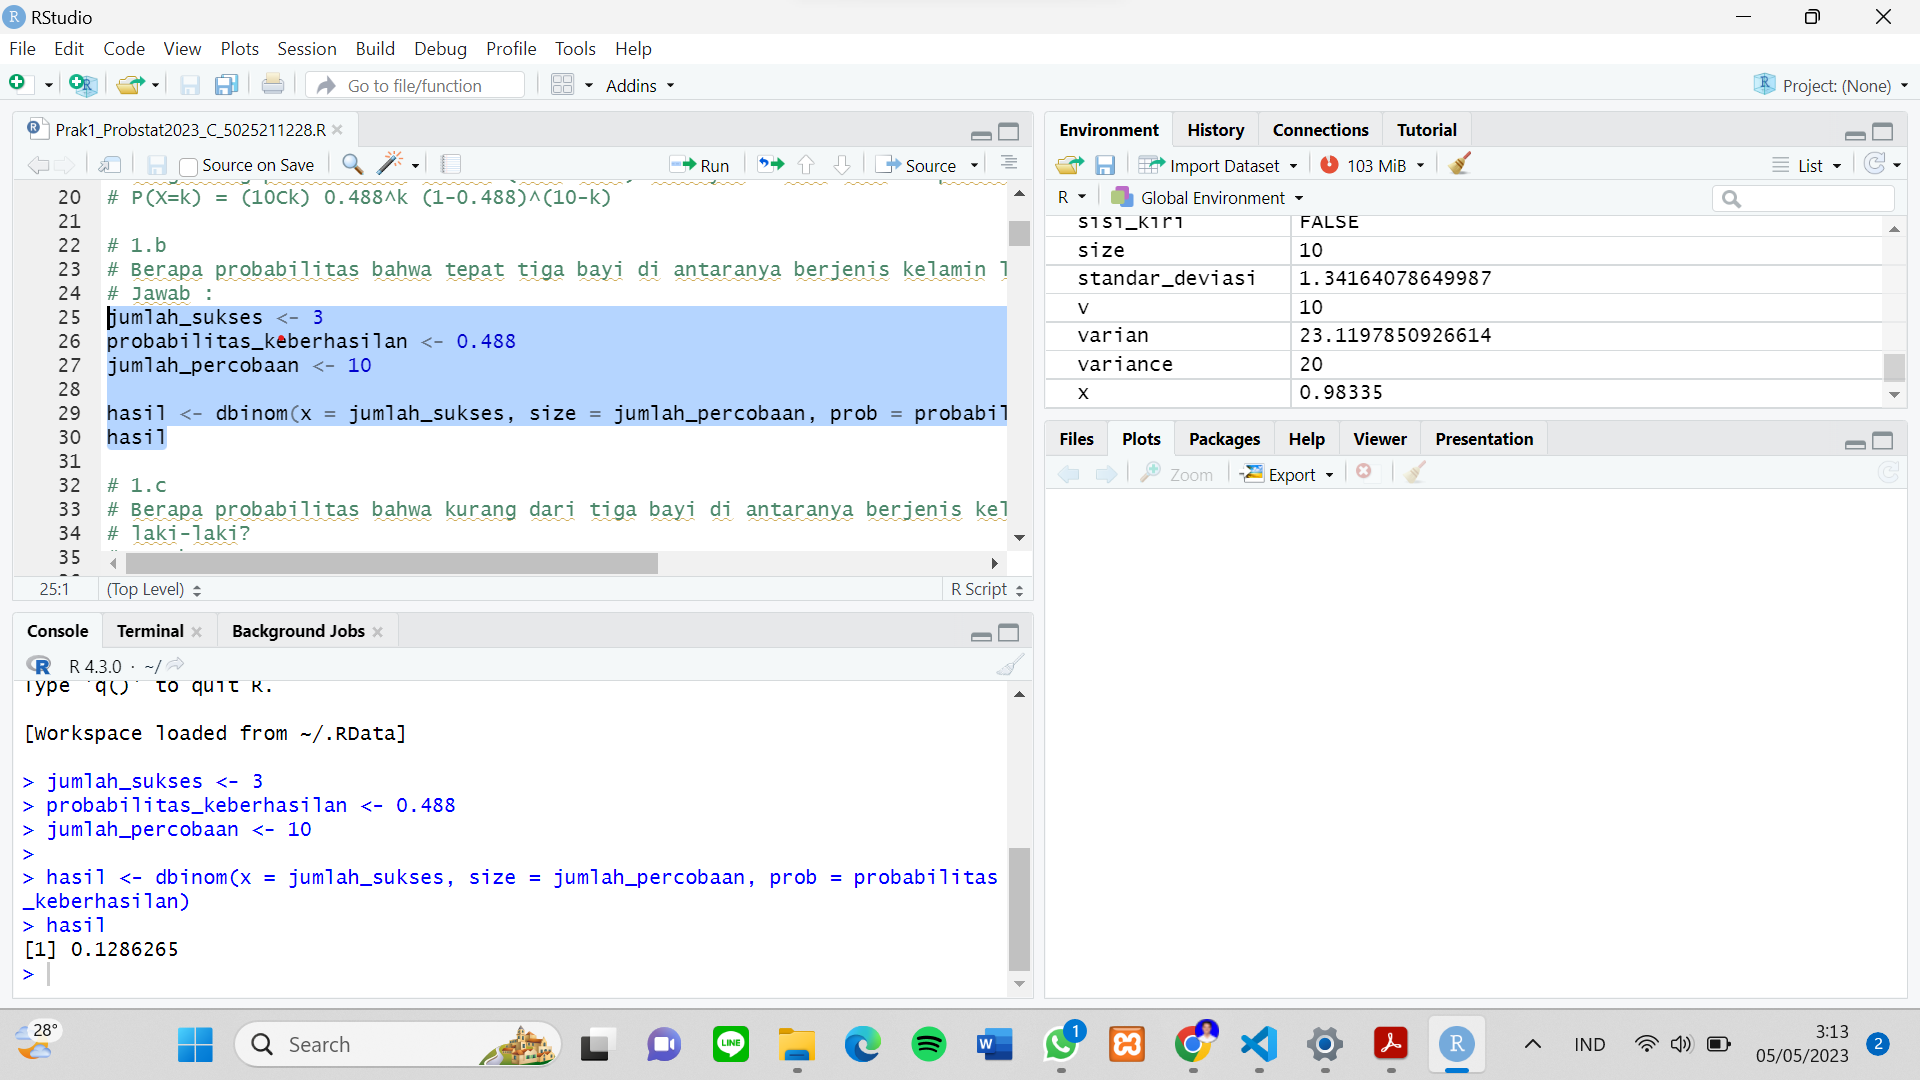 RStudio
File Edit Code View Plots Session Build Debug Profile Tools Help
Go to file/function Addins Project: (None)
Prak1_Probstat2023_C_5025211228.R
Source on Save Run Source
20 # P(X=k) = (10Ck) 0.488^k (1-0.488)^(10-k)
21
22 # 1.b
23 # Berapa probabilitas bahwa tepat tiga bayi di antaranya berjenis kelamin
24 # Jawab :
25 jumlah_sukses <- 3
26 probabilitas_keberhasilan <- 0.488
27 jumlah_percobaan <- 10
28
29 hasil <- dbinom(x = jumlah_sukses, size = jumlah_percobaan, prob = probabil
30 hasil
31
32 # 1.c
33 # Berapa probabilitas bahwa kurang dari tiga bayi di antaranya berjenis kel
34 # laki-laki?
35
25:1 (Top Level) R Script
Console Terminal Background Jobs
R 4.3.0 · ~/
Type 'q()' to quit R.
[Workspace loaded from ~/.RData]
> jumlah_sukses <- 3
> probabilitas_keberhasilan <- 0.488
> jumlah_percobaan <- 10
>
> hasil <- dbinom(x = jumlah_sukses, size = jumlah_percobaan, prob = probabilitas
_keberhasilan)
> hasil
[1] 0.1286265
>
Environment History Connections Tutorial
Import Dataset 103 MiB List
R Global Environment
sisi_kiri FALSE
size 10
standar_deviasi 1.34164078649987
v 10
varian 23.1197850926614
variance 20
x 0.98335
Files Plots Packages Help Viewer Presentation
Zoom Export
28°
Search
LINE
W
1
R
IND
3:13
05/05/2023
2